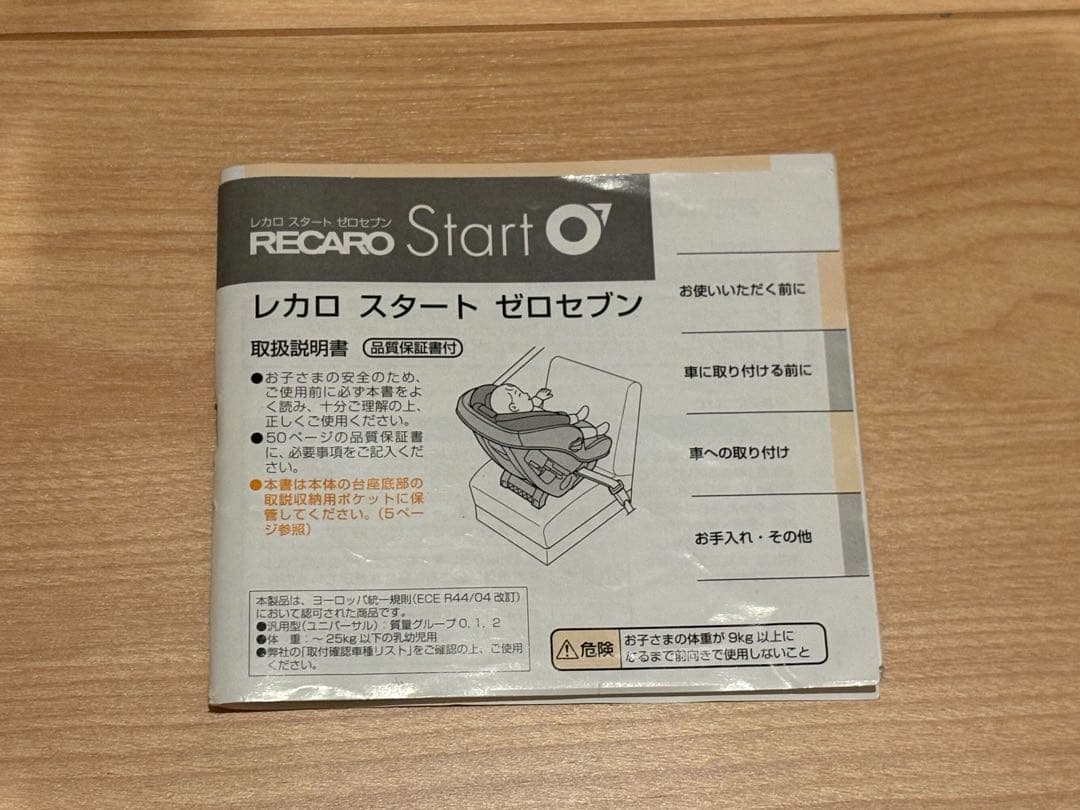 レカロ スタート ゼロセブン
RECARO Start 07
レカロ スタート ゼロセブン
取扱説明書 品質保証書付
●お子さまの安全のため、
ご使用前に必ず本書をよ
く読み、十分ご理解の上、
正しくご使用ください。
●50ページの品質保証書
に、必要事項をご記入くだ
さい。
●本書は本体の台座底部の
取説収納用ポケットに保
管してください。(5ペー
ジ参照)
お使いいただく前に
車に取り付ける前に
車への取り付け
お手入れ・その他
本製品は、ヨーロッパ統一規則(ECE R44/04 改訂)
において認可された商品です。
●汎用型(ユニバーサル):質量グループ0, 1, 2
●体 重:~25kg以下の乳幼児用
●弊社の「取付確認車種リスト」をご確認の上、ご使用
ください。
危険
お子さまの体重が9kg以上に
なるまで前向きで使用しないこと